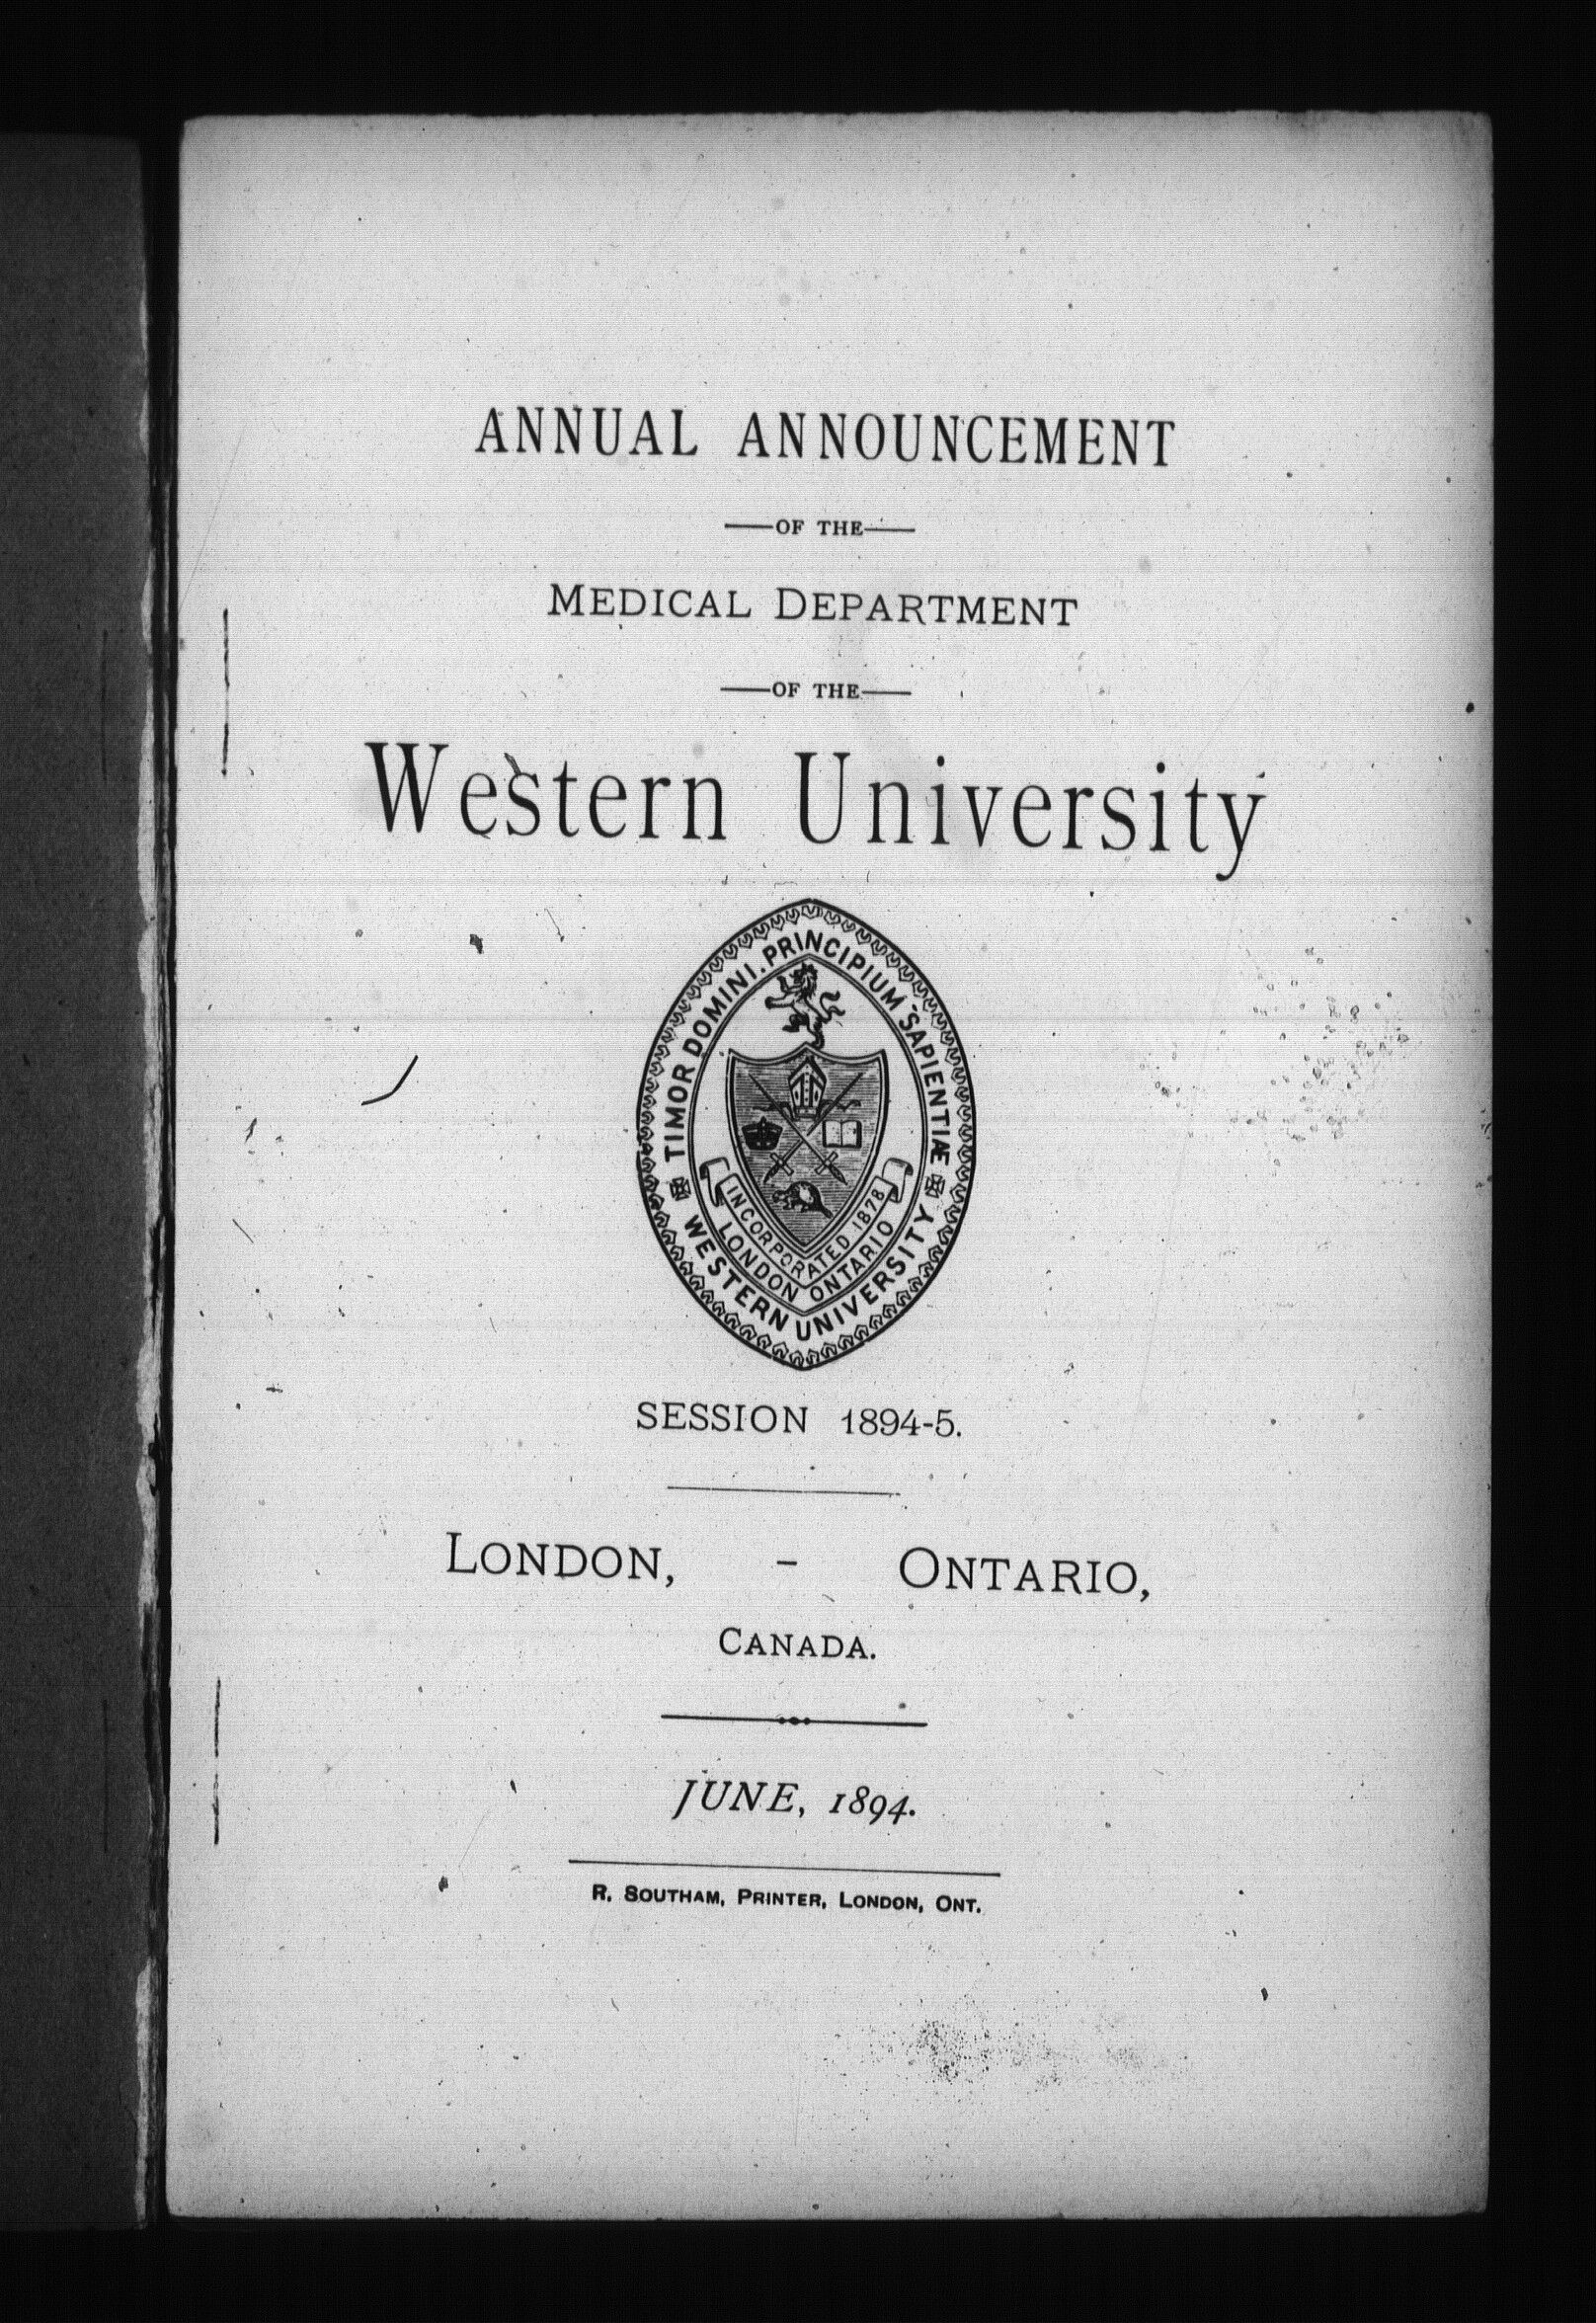 ANNUAL ANNOUNCEMENT
—OF THE—
MEDICAL DEPARTMENT
—OF THE—
Western University
TIMOR DOMINI PRINCIPIUM SAPIENTIÆ
WESTERN UNIVERSITY
INCORPORATED 1878
LONDON ONTARIO
SESSION 1894-5.
LONDON, - ONTARIO,
CANADA.
JUNE, 1894.
R. SOUTHAM, PRINTER, LONDON, ONT.